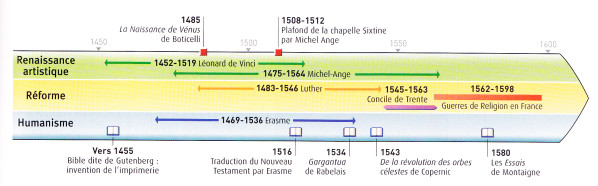 1485
La Naissance de Vénus
de Botticelli
1508-1512
Plafond de la chapelle Sixtine
par Michel Ange
1450
1500
1550
1600
Renaissance
artistique
1452-1519 Léonard de Vinci
1475-1564 Michel-Ange
Réforme
1483-1546 Luther
1545-1563
Concile de Trente
1562-1598
Guerres de Religion en France
Humanisme
1469-1536 Erasme
Vers 1455
Bible dite de Gutenberg :
invention de l'imprimerie
1516
Traduction du Nouveau
Testament par Erasme
1534
Gargantua
de Rabelais
1543
De la révolution des orbes
célestes de Copernic
1580
Les Essais
de Montaigne